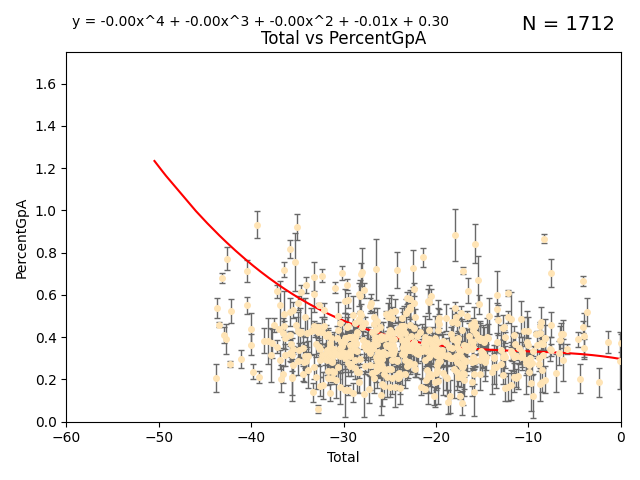 y = -0.00x^4 + -0.00x^3 + -0.00x^2 + -0.01x + 0.30
N = 1712
Total vs PercentGpA
PercentGpA
1.6
1.4
1.2
1.0
0.8
0.6
0.4
0.2
0.0
−60 −50 −40 −30 −20 −10 0
Total